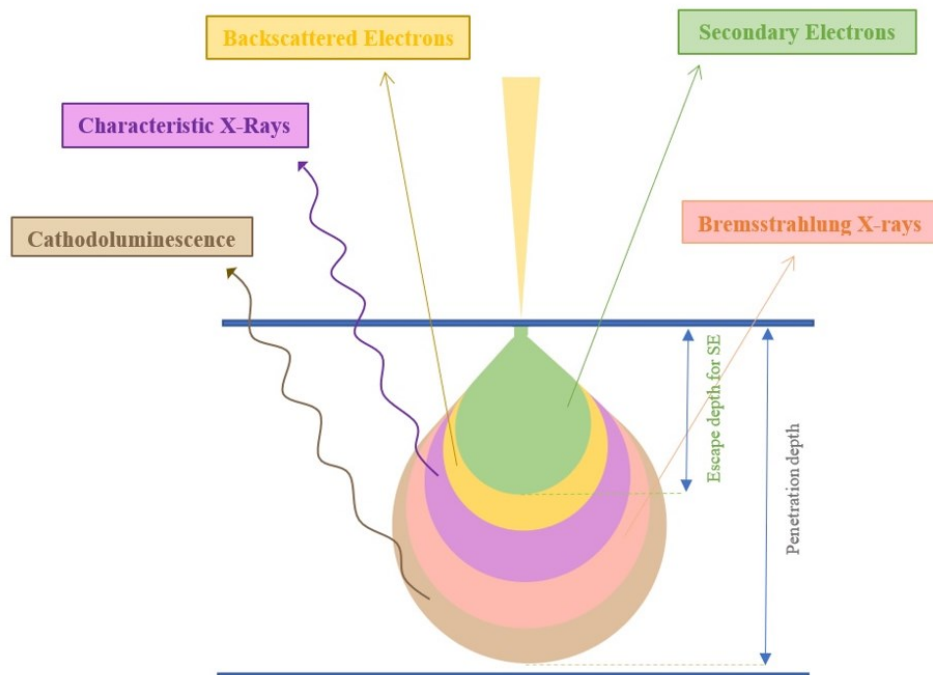 Backscattered Electrons
Secondary Electrons
Characteristic X-Rays
Cathodoluminescence
Bremsstrahlung X-rays
Escape depth for SE
Penetration depth